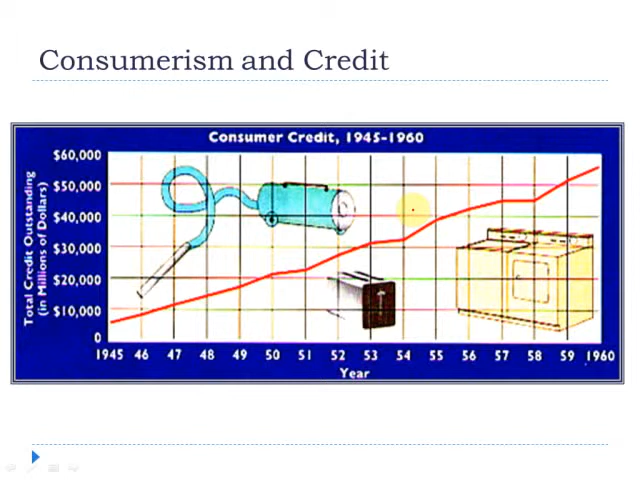 Consumerism and Credit
Consumer Credit, 1945-1960
Total Credit Outstanding
(in Millions of Dollars)
$60,000
$50,000
$40,000
$30,000
$20,000
$10,000
0
1945 46 47 48 49 50 51 52 53 54 55 56 57 58 59 1960
Year